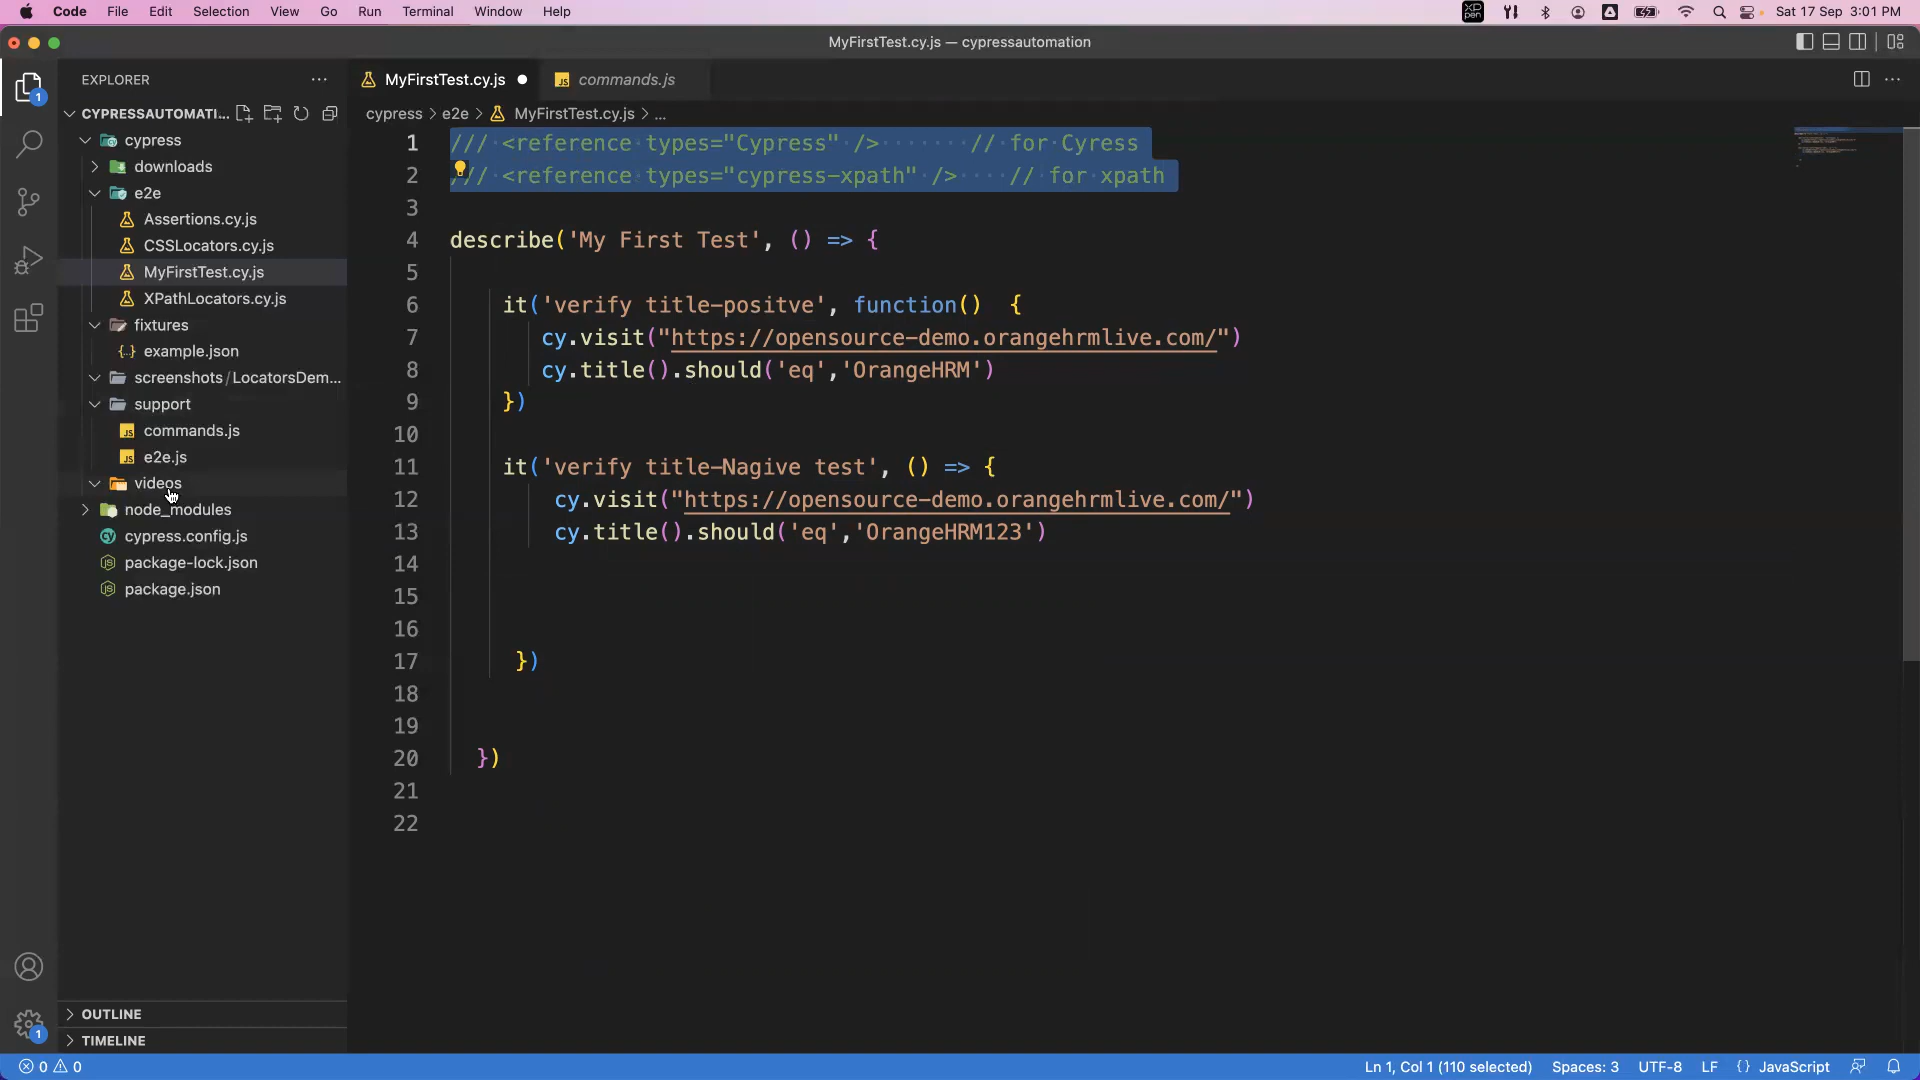 Code File Edit Selection View Go Run Terminal Window Help
XP PEN
Sat 17 Sep 3:01 PM
MyFirstTest.cy.js — cypressautomation
EXPLORER ...
1
CYPRESSAUTOMATI...
cypress
downloads
e2e
Assertions.cy.js
CSSLocators.cy.js
MyFirstTest.cy.js
XPathLocators.cy.js
fixtures
{..} example.json
screenshots / LocatorsDem...
support
JS commands.js
JS e2e.js
videos
node_modules
cy cypress.config.js
package-lock.json
package.json
OUTLINE
TIMELINE
1
MyFirstTest.cy.js ●
JS commands.js
cypress > e2e > MyFirstTest.cy.js > ...
1 /// <reference types="Cypress" /> // for Cyress
2 /// <reference types="cypress-xpath" /> // for xpath
3
4 describe('My First Test', () => {
5
6 it('verify title-positve', function() {
7 cy.visit("https://opensource-demo.orangehrmlive.com/")
8 cy.title().should('eq','OrangeHRM')
9 })
10
11 it('verify title-Nagive test', () => {
12 cy.visit("https://opensource-demo.orangehrmlive.com/")
13 cy.title().should('eq','OrangeHRM123')
14
15
16
17 })
18
19
20 })
21
22
0 0
Ln 1, Col 1 (110 selected) Spaces: 3 UTF-8 LF {} JavaScript